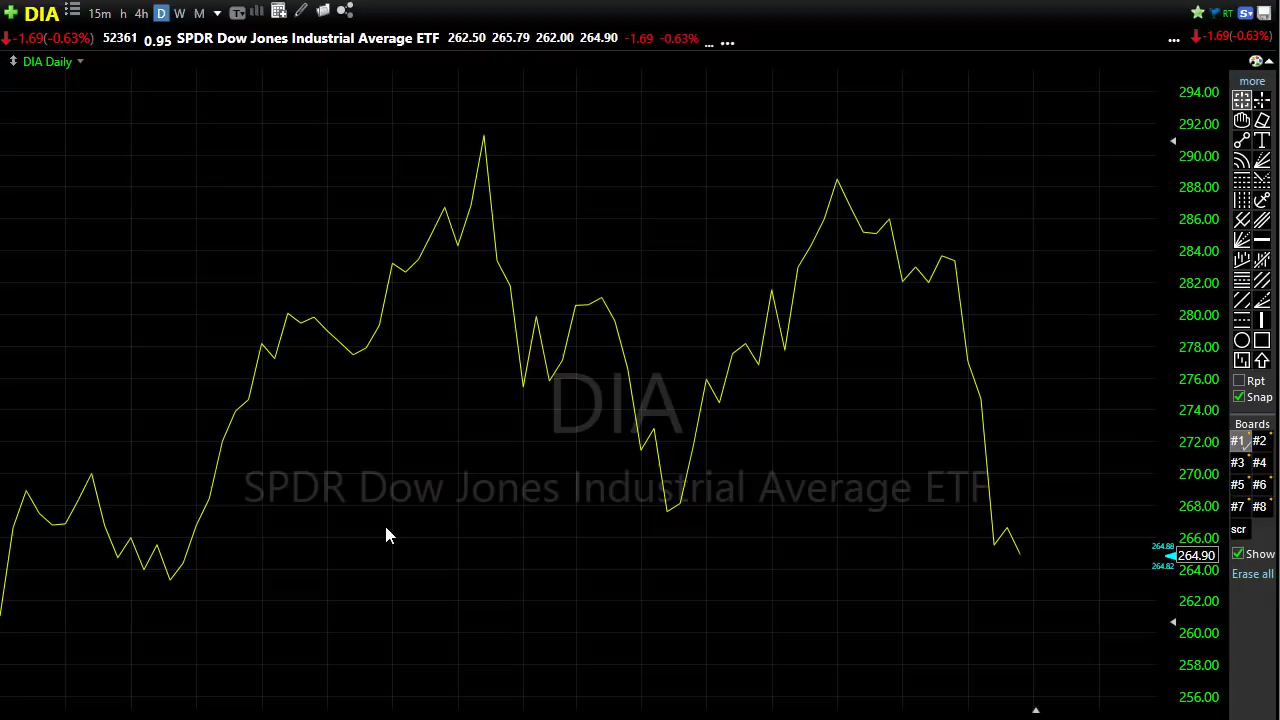 DIA 15m h 4h D W M T RT S
-1.69(-0.63%) 52361 0.95 SPDR Dow Jones Industrial Average ETF 262.50 265.79 262.00 264.90 -1.69 -0.63% ... ... ... -1.69(-0.63%)
DIA Daily
more
294.00
292.00
290.00
288.00
286.00
284.00
282.00
280.00
278.00
276.00
274.00
272.00
270.00
268.00
266.00
264.88
264.90
264.82
264.00
262.00
260.00
258.00
256.00
DIA
SPDR Dow Jones Industrial Average ETF
T
Rpt
Snap
Boards
#1 #2
#3 #4
#5 #6
#7 #8
scr
Show
Erase all